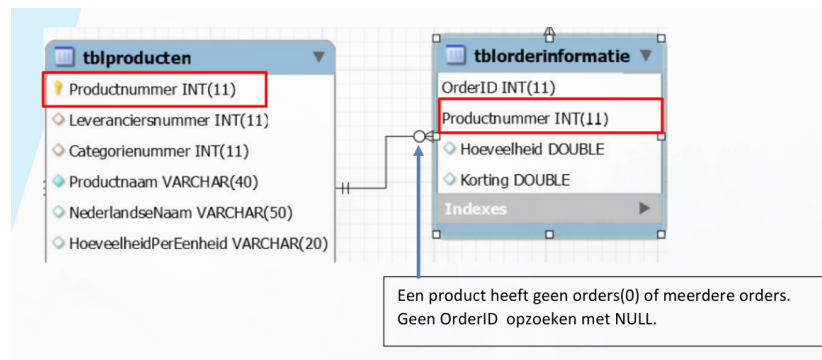 tblproducten
Productnummer INT(11)
Leveranciersnummer INT(11)
Categorienummer INT(11)
Productnaam VARCHAR(40)
NederlandseNaam VARCHAR(50)
HoeveelheidPerEenheid VARCHAR(20)
tblorderinformatie
OrderID INT(11)
Productnummer INT(11)
Hoeveelheid DOUBLE
Korting DOUBLE
Indexes
Een product heeft geen orders(0) of meerdere orders.
Geen OrderID opzoeken met NULL.